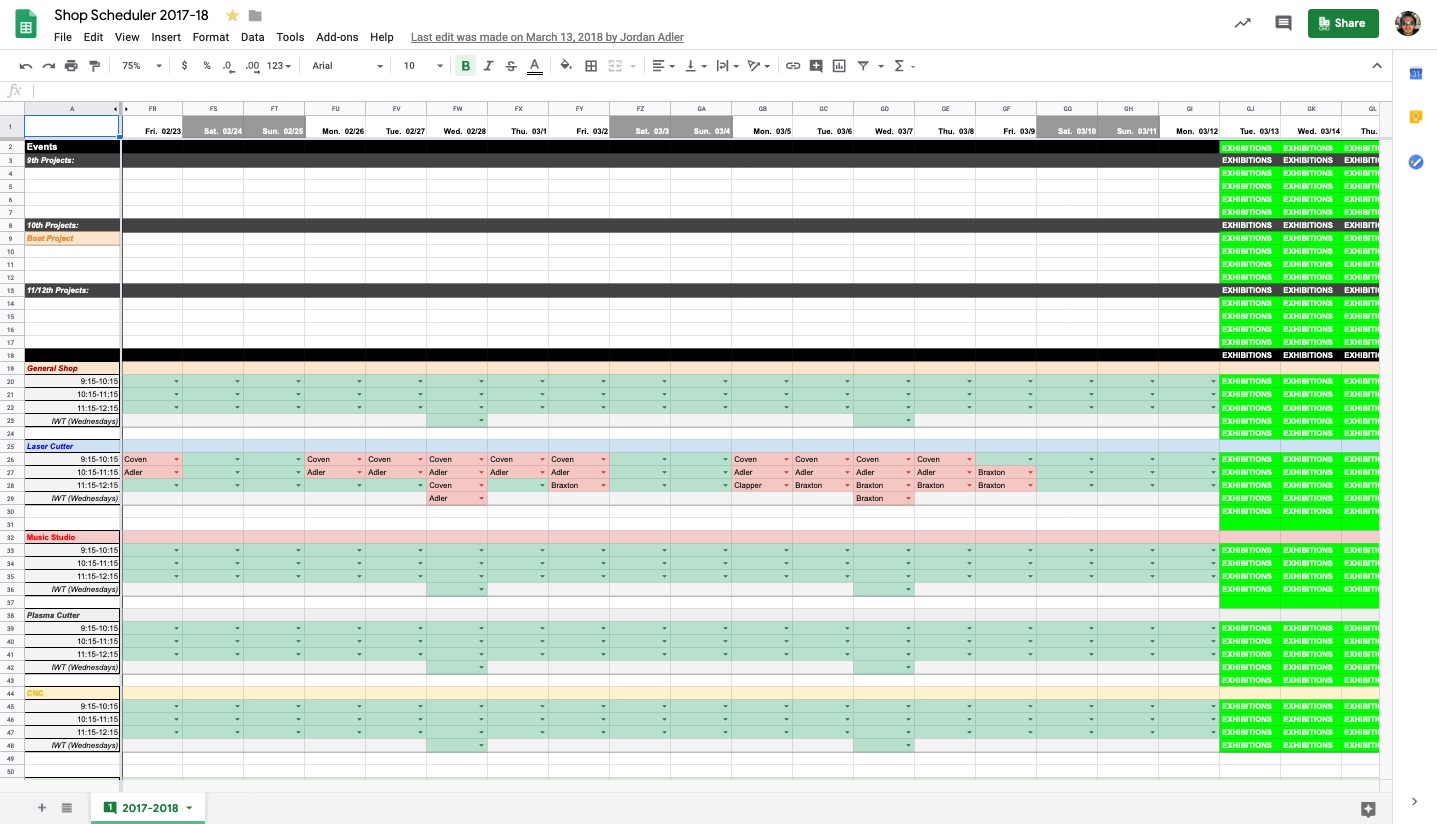 Shop Scheduler 2017-18
File Edit View Insert Format Data Tools Add-ons Help Last edit was made on March 13, 2018 by Jordan Adler
Share
75% $ % .0 .00 123 Arial 10 B I S A Σ
31
fx
A FR FS FT FU FV FW FX FY FZ GA GB GC GD GE GF GG GH GI GJ GK GL
1 Fri. 02/23 Sat. 02/24 Sun. 02/25 Mon. 02/26 Tue. 02/27 Wed. 02/28 Thu. 03/1 Fri. 03/2 Sat. 03/3 Sun. 03/4 Mon. 03/5 Tue. 03/6 Wed. 03/7 Thu. 03/8 Fri. 03/9 Sat. 03/10 Sun. 03/11 Mon. 03/12 Tue. 03/13 Wed. 03/14 Thu.
2 Events EXHIBITIONS EXHIBITIONS EXHIBITI
3 9th Projects: EXHIBITIONS EXHIBITIONS EXHIBITI
4 EXHIBITIONS EXHIBITIONS EXHIBITI
5 EXHIBITIONS EXHIBITIONS EXHIBITI
6 EXHIBITIONS EXHIBITIONS EXHIBITI
7 EXHIBITIONS EXHIBITIONS EXHIBITI
8 10th Projects: EXHIBITIONS EXHIBITIONS EXHIBITI
9 Boat Project EXHIBITIONS EXHIBITIONS EXHIBITI
10 EXHIBITIONS EXHIBITIONS EXHIBITI
11 EXHIBITIONS EXHIBITIONS EXHIBITI
12 EXHIBITIONS EXHIBITIONS EXHIBITI
13 11/12th Projects: EXHIBITIONS EXHIBITIONS EXHIBITI
14 EXHIBITIONS EXHIBITIONS EXHIBITI
15 EXHIBITIONS EXHIBITIONS EXHIBITI
16 EXHIBITIONS EXHIBITIONS EXHIBITI
17 EXHIBITIONS EXHIBITIONS EXHIBITI
18 EXHIBITIONS EXHIBITIONS EXHIBITI
19 General Shop
20 9:15-10:15 EXHIBITIONS EXHIBITIONS EXHIBITI
21 10:15-11:15 EXHIBITIONS EXHIBITIONS EXHIBITI
22 11:15-12:15 EXHIBITIONS EXHIBITIONS EXHIBITI
23 IWT (Wednesdays) EXHIBITIONS EXHIBITIONS EXHIBITI
24 EXHIBITIONS EXHIBITIONS EXHIBITI
25 Laser Cutter
26 9:15-10:15 Coven Coven Coven Coven Coven Coven Coven Coven Coven Coven EXHIBITIONS EXHIBITIONS EXHIBITI
27 10:15-11:15 Adler Adler Adler Adler Adler Adler Adler Adler Adler Adler Braxton EXHIBITIONS EXHIBITIONS EXHIBITI
28 11:15-12:15 Coven Braxton Clapper Braxton Braxton Braxton Braxton EXHIBITIONS EXHIBITIONS EXHIBITI
29 IWT (Wednesdays) Adler Braxton EXHIBITIONS EXHIBITIONS EXHIBITI
30 EXHIBITIONS EXHIBITIONS EXHIBITI
31
32 Music Studio
33 9:15-10:15 EXHIBITIONS EXHIBITIONS EXHIBITI
34 10:15-11:15 EXHIBITIONS EXHIBITIONS EXHIBITI
35 11:15-12:15 EXHIBITIONS EXHIBITIONS EXHIBITI
36 IWT (Wednesdays) EXHIBITIONS EXHIBITIONS EXHIBITI
37
38 Plasma Cutter
39 9:15-10:15 EXHIBITIONS EXHIBITIONS EXHIBITI
40 10:15-11:15 EXHIBITIONS EXHIBITIONS EXHIBITI
41 11:15-12:15 EXHIBITIONS EXHIBITIONS EXHIBITI
42 IWT (Wednesdays) EXHIBITIONS EXHIBITIONS EXHIBITI
43 EXHIBITIONS EXHIBITIONS EXHIBITI
44 CNC
45 9:15-10:15 EXHIBITIONS EXHIBITIONS EXHIBITI
46 10:15-11:15 EXHIBITIONS EXHIBITIONS EXHIBITI
47 11:15-12:15 EXHIBITIONS EXHIBITIONS EXHIBITI
48 IWT (Wednesdays) EXHIBITIONS EXHIBITIONS EXHIBITI
49
50
1 2017-2018